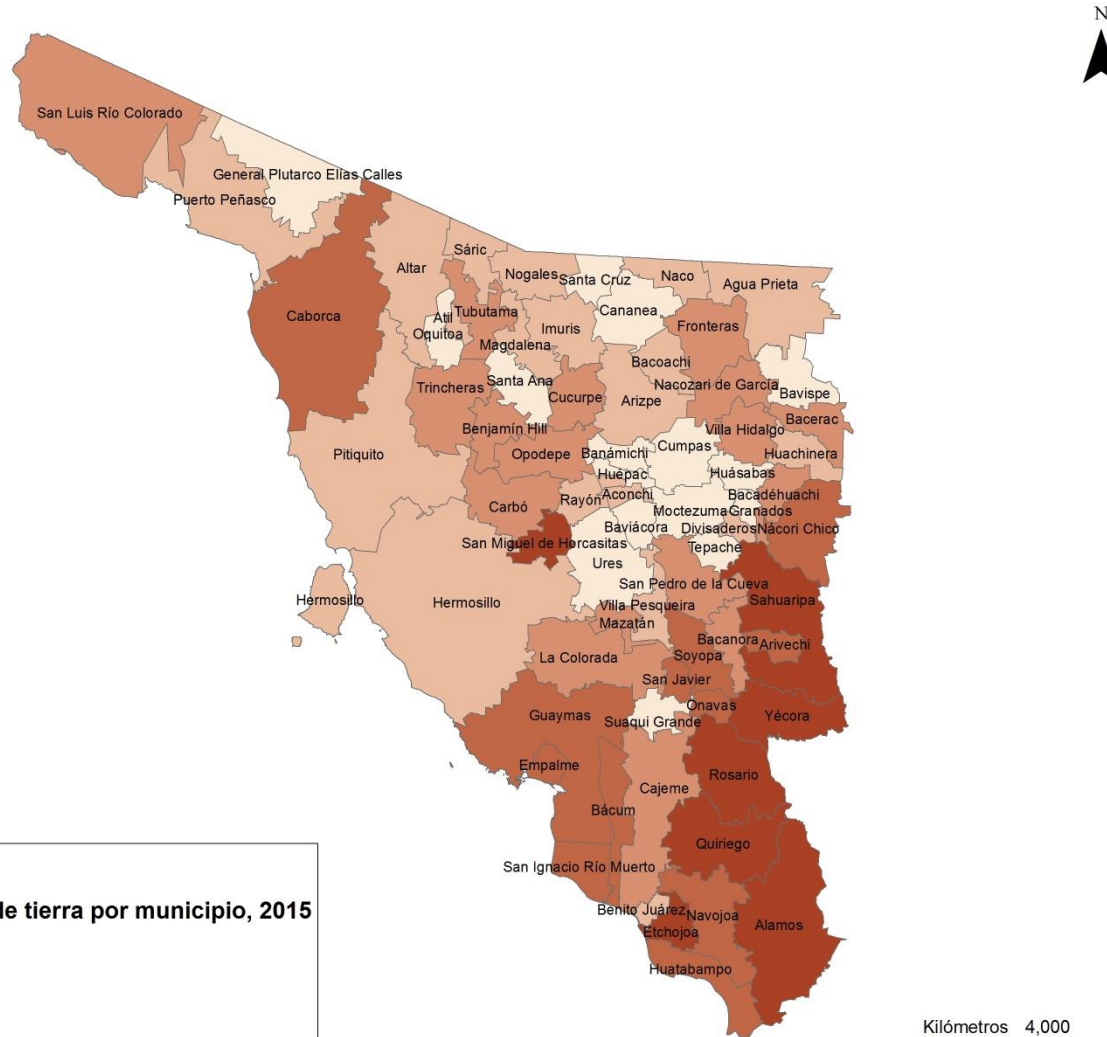 N
San Luis Río Colorado
General Plutarco Elías Calles
Puerto Peñasco
Sáric
Altar
Nogales
Santa Cruz
Naco
Agua Prieta
Caborca
Atil
Tubutama
Cananea
Oquitoa
Imuris
Fronteras
Magdalena
Bacoachi
Trincheras
Santa Ana
Nacozari de García
Cucurpe
Arizpe
Bavispe
Bacerac
Benjamín Hill
Villa Hidalgo
Pitiquito
Opodepe
Banámichi
Cumpas
Huachinera
Huépac
Huásabas
Carbó
Rayón
Aconchi
Bacadéhuachi
Moctezuma
Granados
Baviácora
Divisaderos
Nácori Chico
San Miguel de Horcasitas
Tepache
Ures
San Pedro de la Cueva
Hermosillo
Hermosillo
Villa Pesqueira
Sahuaripa
Mazatán
Bacanora
Arivechi
La Colorada
Soyopa
San Javier
Guaymas
Onavas
Yécora
Suaqui Grande
Empalme
Rosario
Cajeme
Bácum
Quiriego
San Ignacio Río Muerto
Benito Juárez
Navojoa
Etchojoa
Alamos
Huatabampo
de tierra por municipio, 2015
Kilómetros 4,000